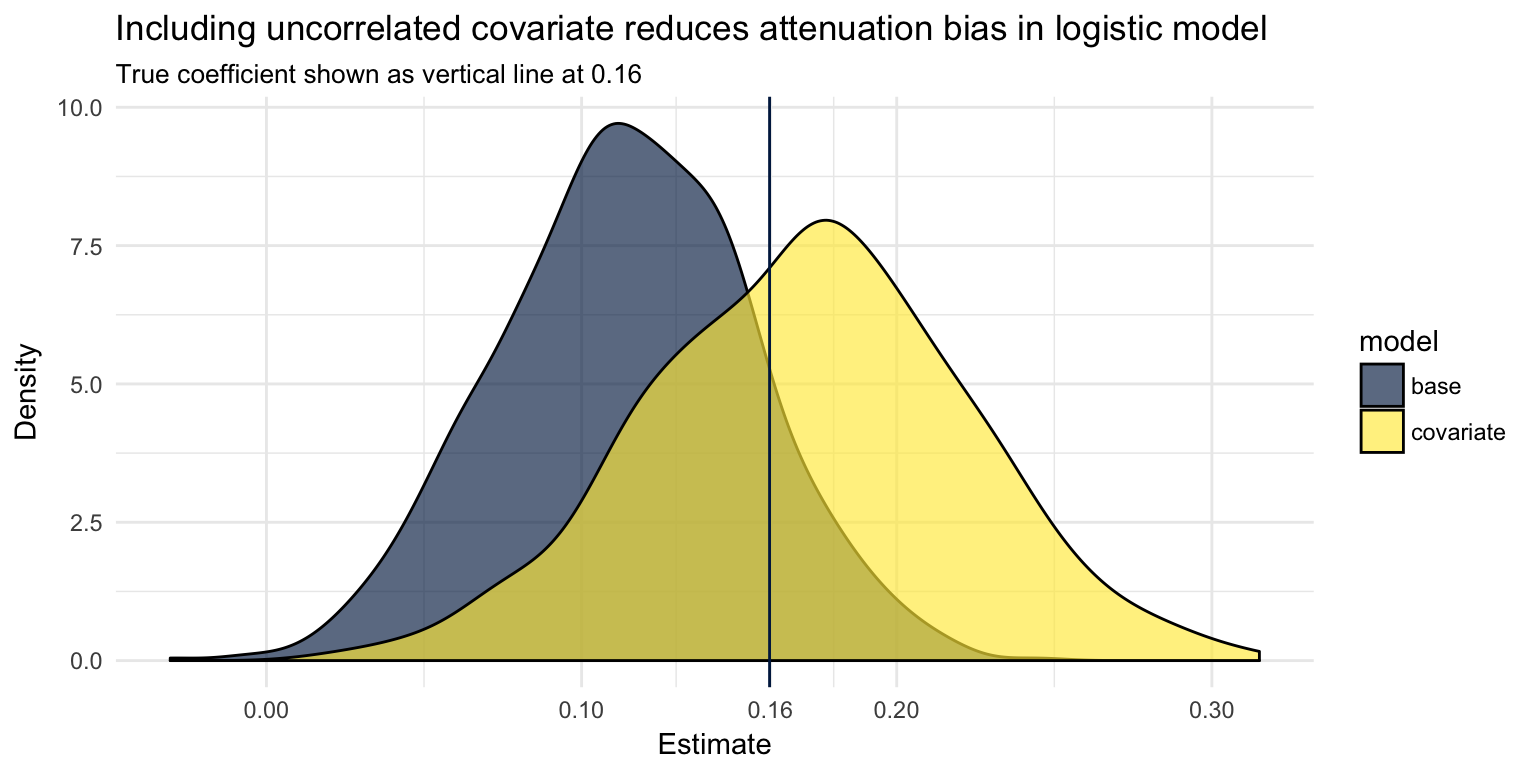 Including uncorrelated covariate reduces attenuation bias in logistic model
True coefficient shown as vertical line at 0.16
10.0
7.5
5.0
2.5
0.0
Density
0.00 0.10 0.16 0.20 0.30
Estimate
model
base
covariate